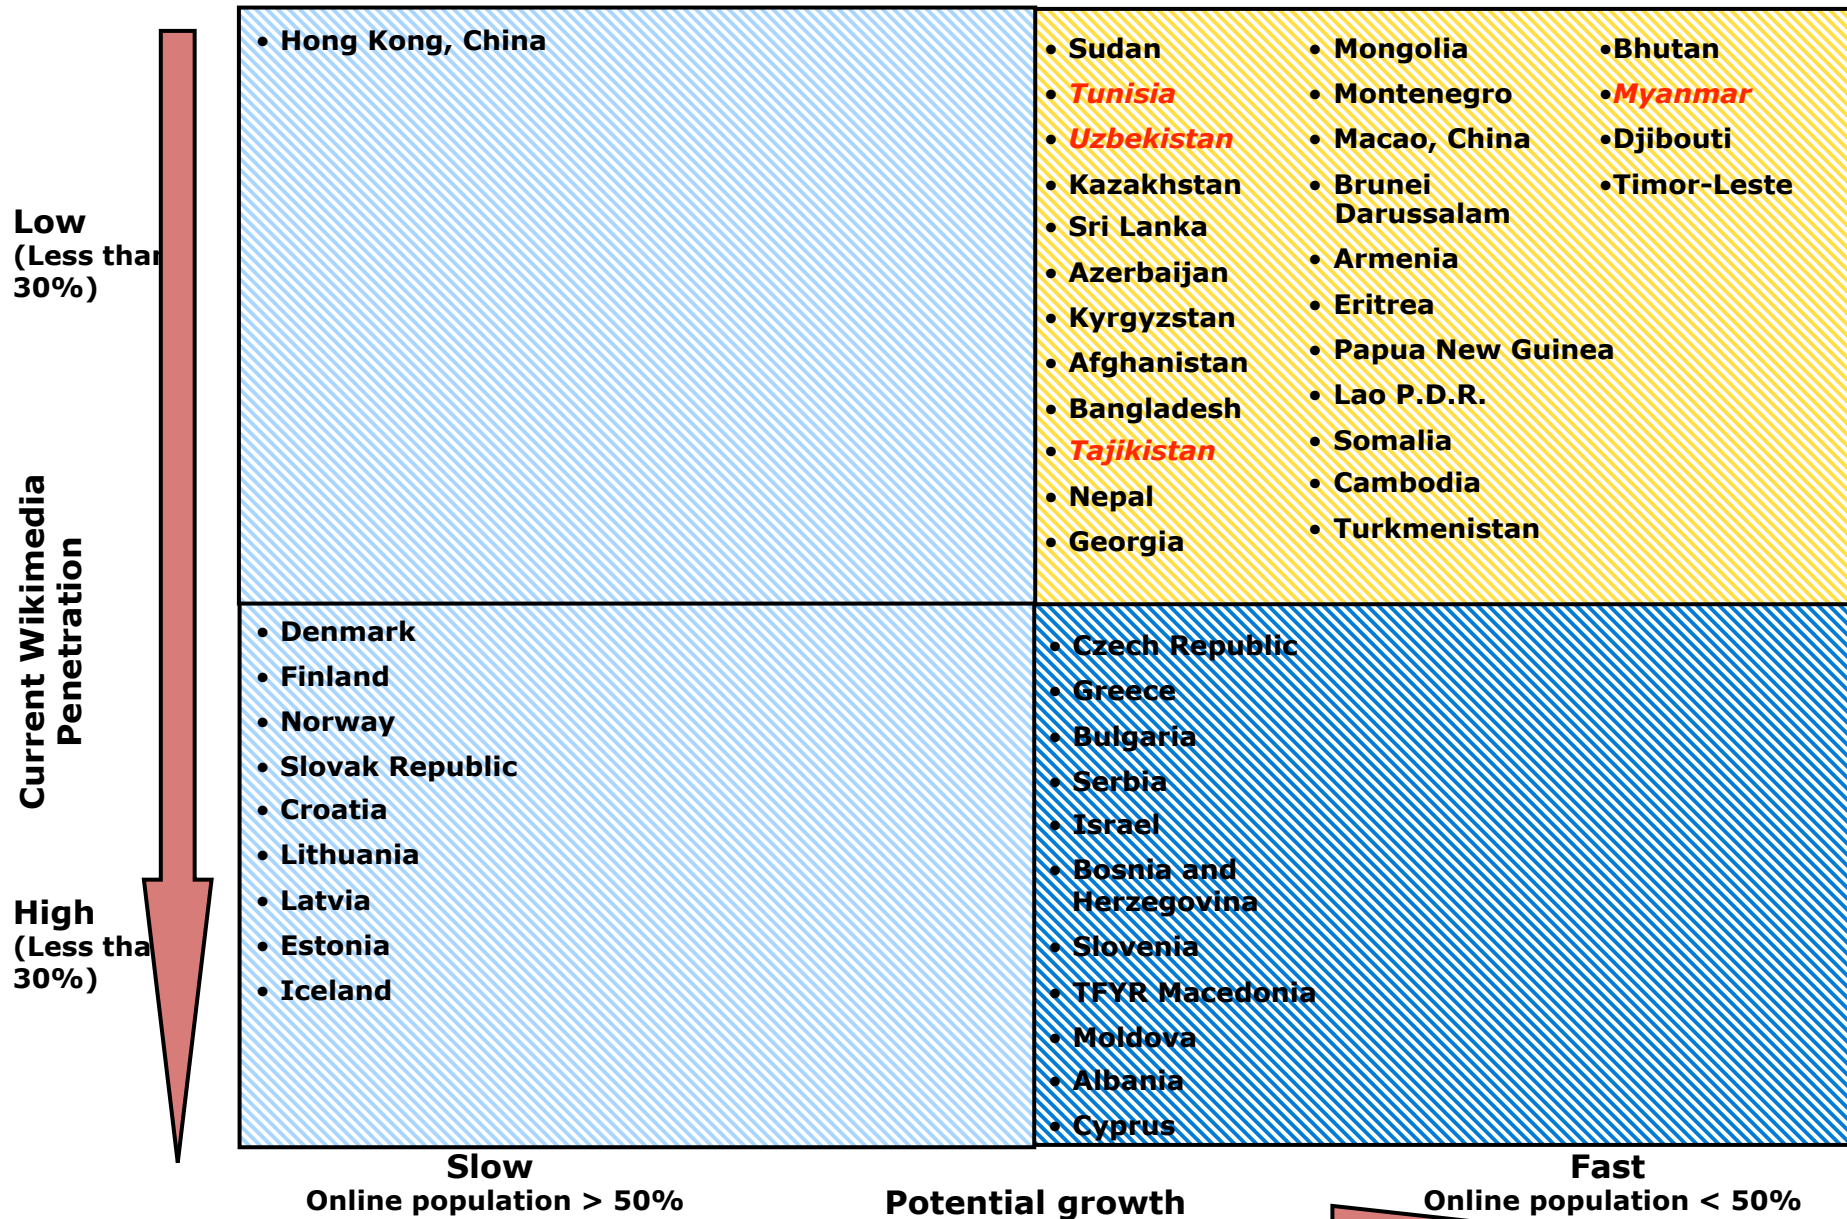 Low
(Less than
30%)
Current Wikimedia
Penetration
High
(Less tha
30%)
• Hong Kong, China
• Sudan
• Tunisia
• Uzbekistan
• Kazakhstan
• Sri Lanka
• Azerbaijan
• Kyrgyzstan
• Afghanistan
• Bangladesh
• Tajikistan
• Nepal
• Georgia
• Mongolia
• Montenegro
• Macao, China
• Brunei
Darussalam
• Armenia
• Eritrea
• Papua New Guinea
• Lao P.D.R.
• Somalia
• Cambodia
• Turkmenistan
•Bhutan
•Myanmar
•Djibouti
•Timor-Leste
• Denmark
• Finland
• Norway
• Slovak Republic
• Croatia
• Lithuania
• Latvia
• Estonia
• Iceland
• Czech Republic
• Greece
• Bulgaria
• Serbia
• Israel
• Bosnia and
Herzegovina
• Slovenia
• TFYR Macedonia
• Moldova
• Albania
• Cyprus
Slow
Online population > 50%
Potential growth
Fast
Online population < 50%